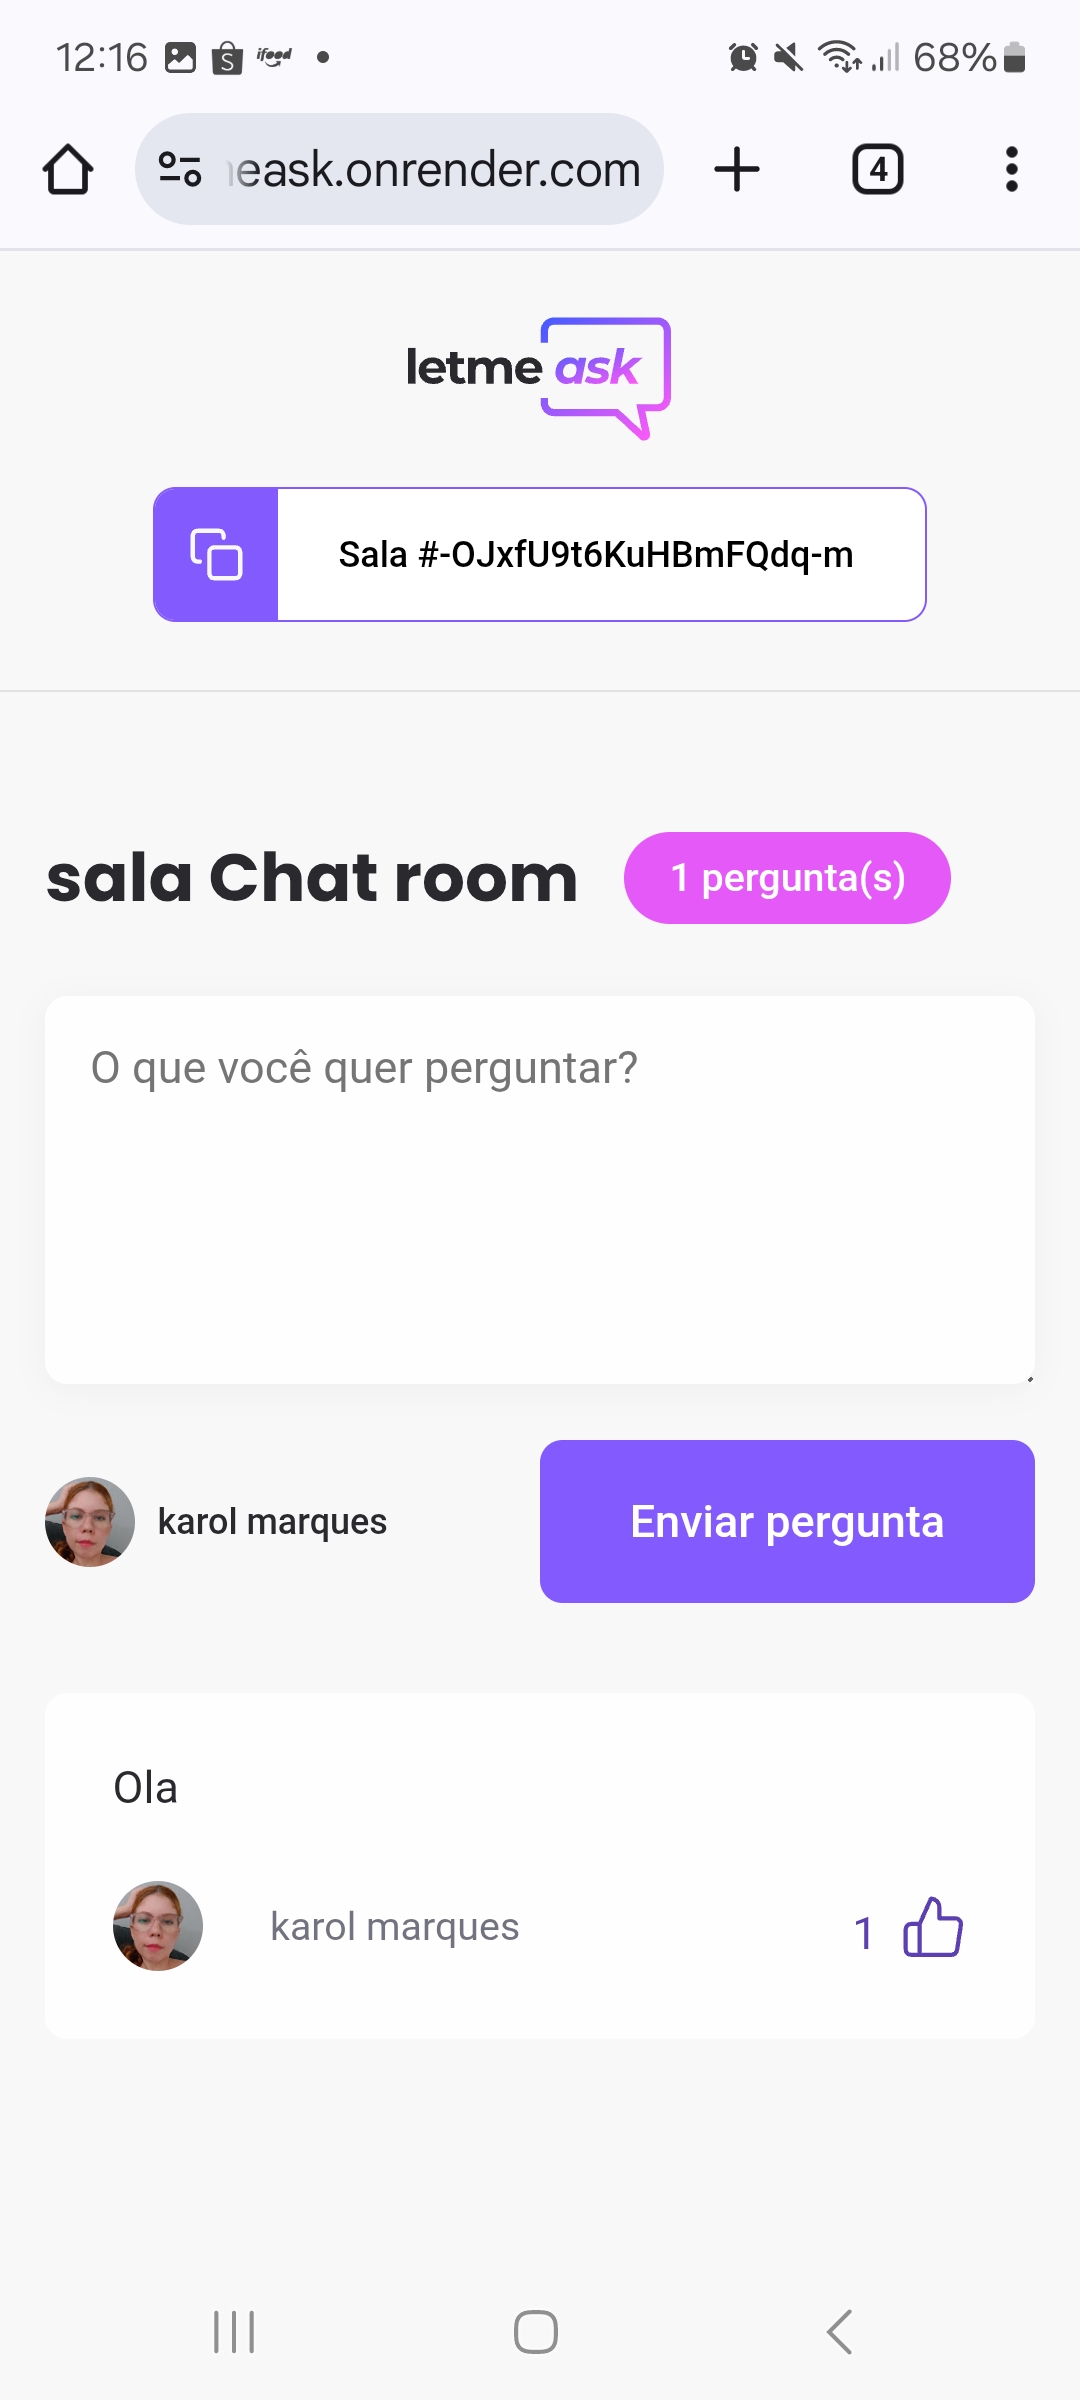 12:16
ifood
68%
eask.onrender.com
4
letme ask
Sala #-OJxfU9t6KuHBmFQdq-m
sala Chat room
1 pergunta(s)
O que você quer perguntar?
karol marques
Enviar pergunta
Ola
karol marques
1